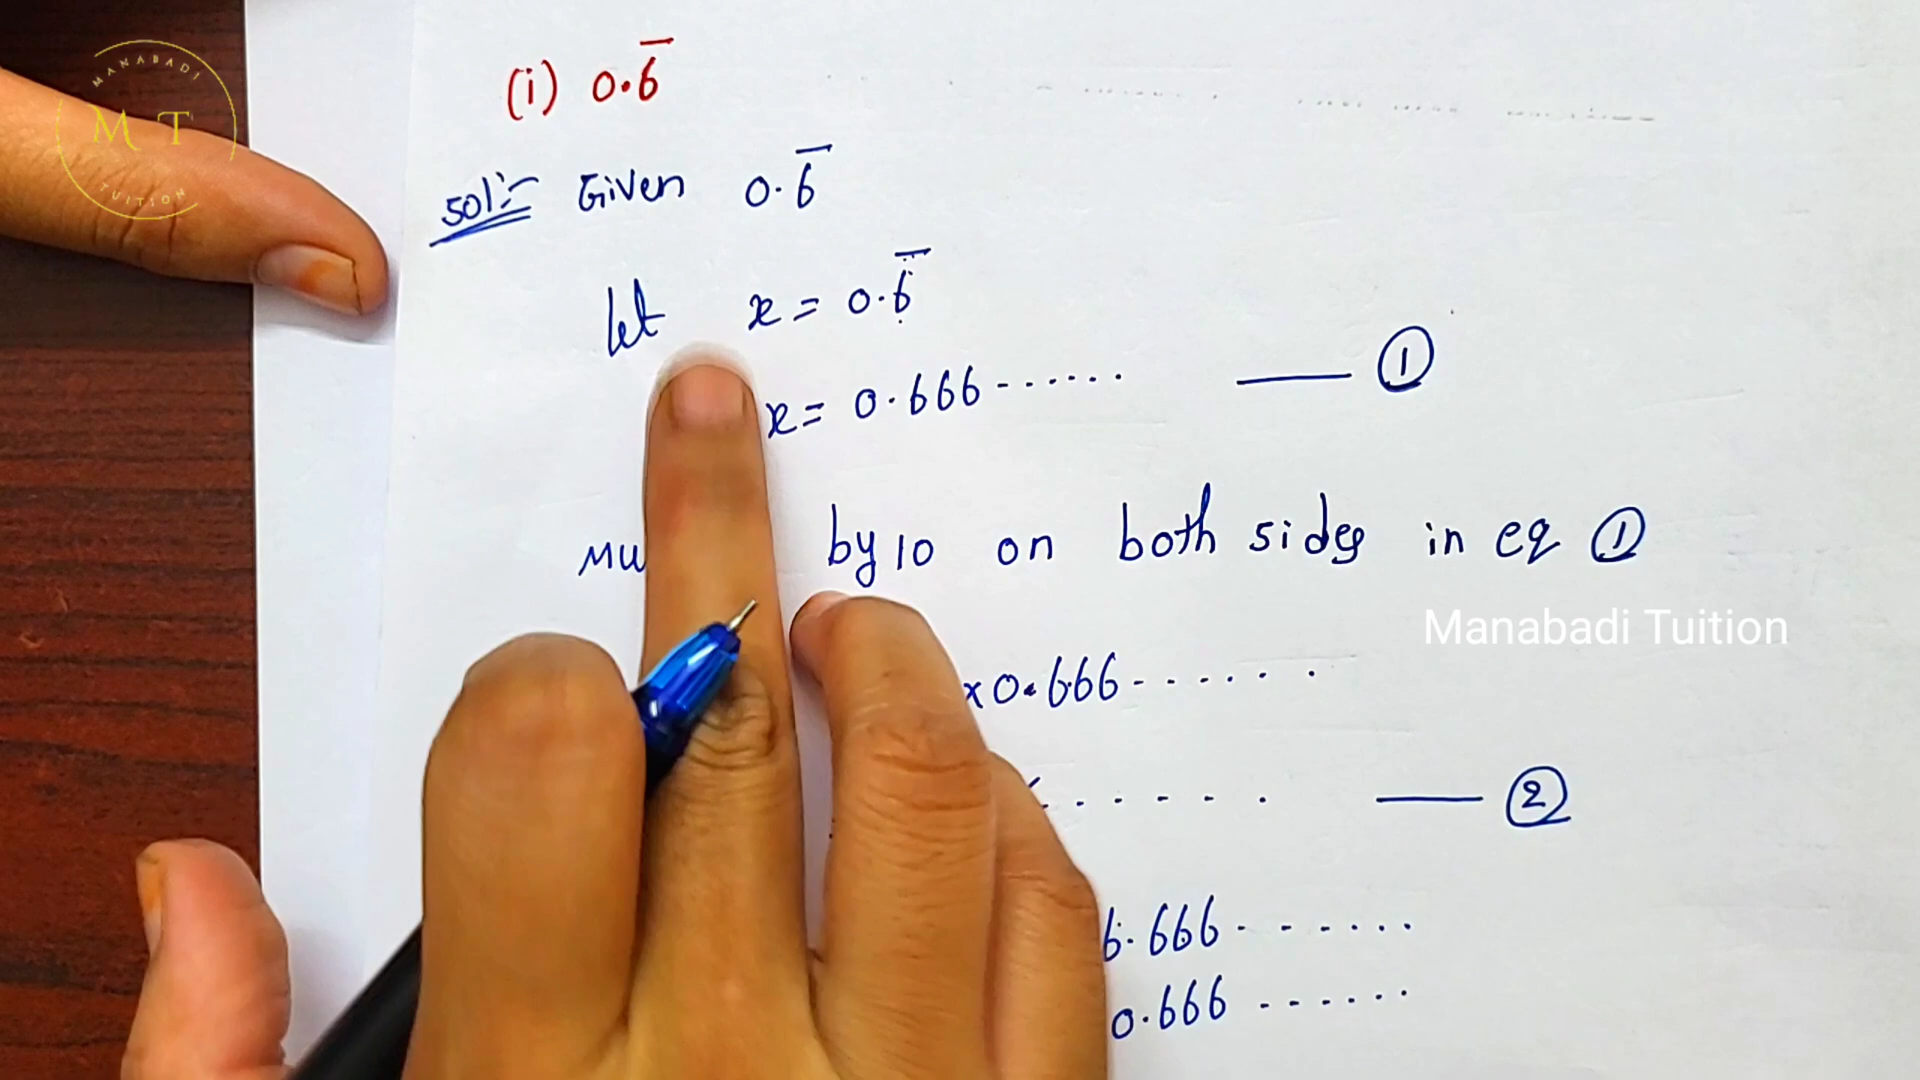 MANABADI
MT
TUITION
(i) 0.6̅
Sol:- Given 0.6̅
Let x = 0.6̅
x = 0.666------ —— ①
by 10 on both sides in eq ①
x 0.666------
------ —— ②
Manabadi Tuition
6.666------
0.666------